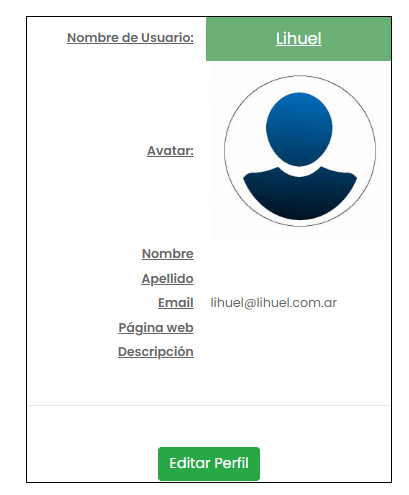 Nombre de Usuario: Lihuel
Avatar:
Nombre
Apellido
Email lihuel@lihuel.com.ar
Página web
Descripción
Editar Perfil